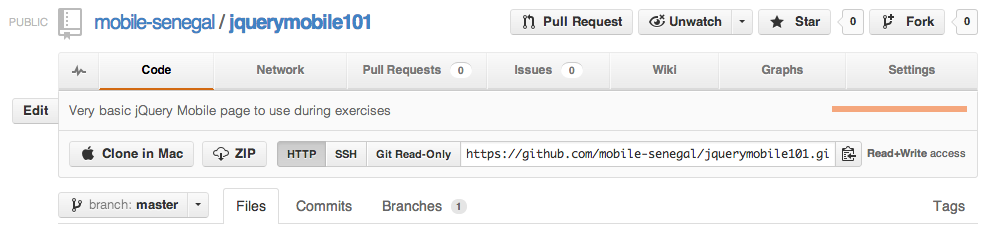 PUBLIC mobile-senegal / jquerymobile101 Pull Request Unwatch Star 0 Fork 0
Code Network Pull Requests 0 Issues 0 Wiki Graphs Settings
Edit Very basic jQuery Mobile page to use during exercises
Clone in Mac ZIP HTTP SSH Git Read-Only https://github.com/mobile-senegal/jquerymobile101.gi Read+Write access
branch: master Files Commits Branches 1 Tags